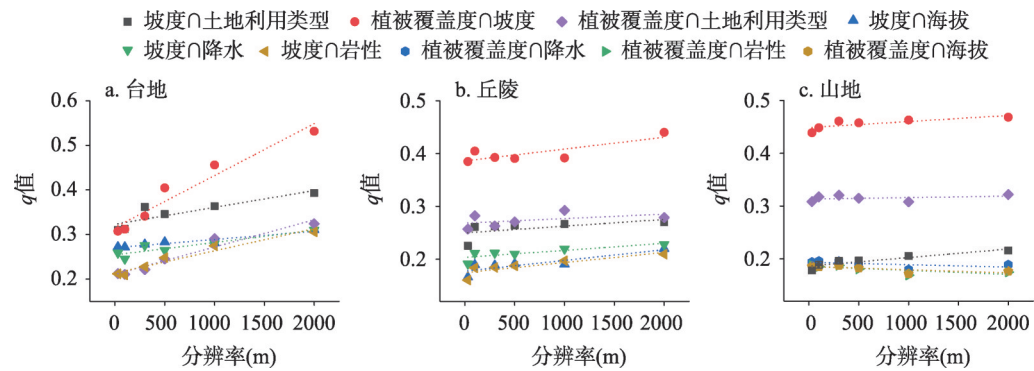 坡度∩土地利用类型 植被覆盖度∩坡度 植被覆盖度∩土地利用类型 坡度∩海拔
坡度∩降水 坡度∩岩性 植被覆盖度∩降水 植被覆盖度∩岩性 植被覆盖度∩海拔
a. 台地
q值
0.6
0.5
0.4
0.3
0.2
0 500 1000 1500 2000
分辨率(m)
b. 丘陵
q值
0.5
0.4
0.3
0.2
0 500 1000 1500 2000
分辨率(m)
c. 山地
q值
0.5
0.4
0.3
0.2
0 500 1000 1500 2000
分辨率(m)